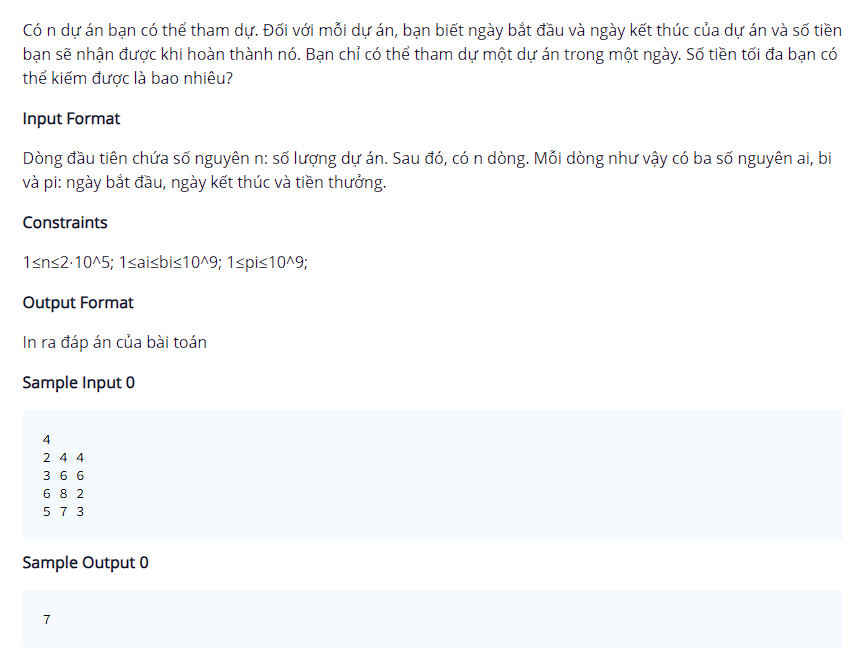 Có n dự án bạn có thể tham dự. Đối với mỗi dự án, bạn biết ngày bắt đầu và ngày kết thúc của dự án và số tiền
bạn sẽ nhận được khi hoàn thành nó. Bạn chỉ có thể tham dự một dự án trong một ngày. Số tiền tối đa bạn có
thể kiếm được là bao nhiêu?
Input Format
Dòng đầu tiên chứa số nguyên n: số lượng dự án. Sau đó, có n dòng. Mỗi dòng như vậy có ba số nguyên ai, bi
và pi: ngày bắt đầu, ngày kết thúc và tiền thưởng.
Constraints
1≤n≤2⋅10^5; 1≤ai≤bi≤10^9; 1≤pi≤10^9;
Output Format
In ra đáp án của bài toán
Sample Input 0
4
2 4 4
3 6 6
6 8 2
5 7 3
Sample Output 0
7